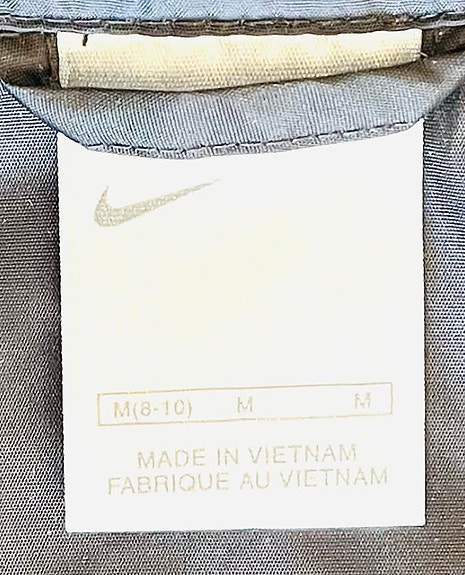 M(8-10) M M
MADE IN VIETNAM
FABRIQUE AU VIETNAM